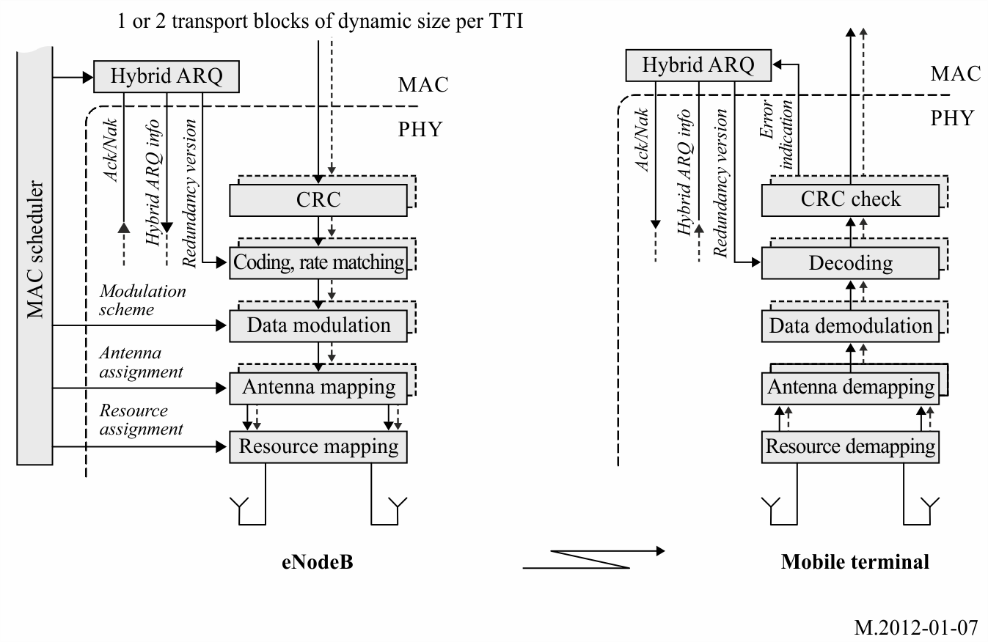 1 or 2 transport blocks of dynamic size per TTI
Hybrid ARQ
MAC
PHY
MAC scheduler
Ack/Nak
Hybrid ARQ info
Redundancy version
CRC
Coding, rate matching
Modulation
scheme
Data modulation
Antenna
assignment
Antenna mapping
Resource
assignment
Resource mapping
eNodeB
Hybrid ARQ
MAC
PHY
Ack/Nak
Hybrid ARQ info
Redundancy version
Error
indication
CRC check
Decoding
Data demodulation
Antenna demapping
Resource demapping
Mobile terminal
M.2012-01-07